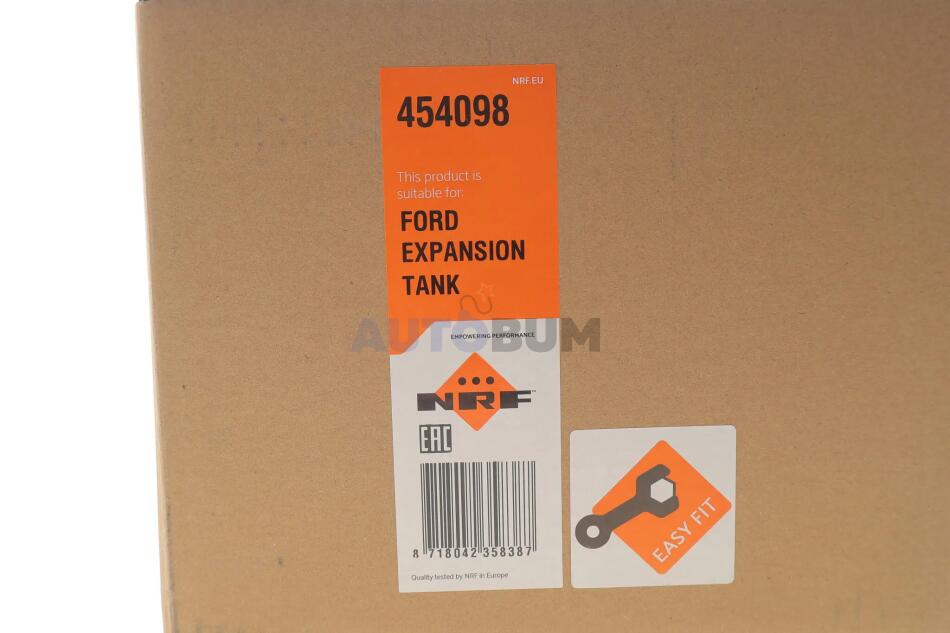 NRF.EU
454098
This product is
suitable for:
FORD
EXPANSION
TANK
AUTOBUM
EMPOWERING PERFORMANCE
NRF™
EAC
8 718042 358387
Quality tested by NRF in Europe
EASY FIT